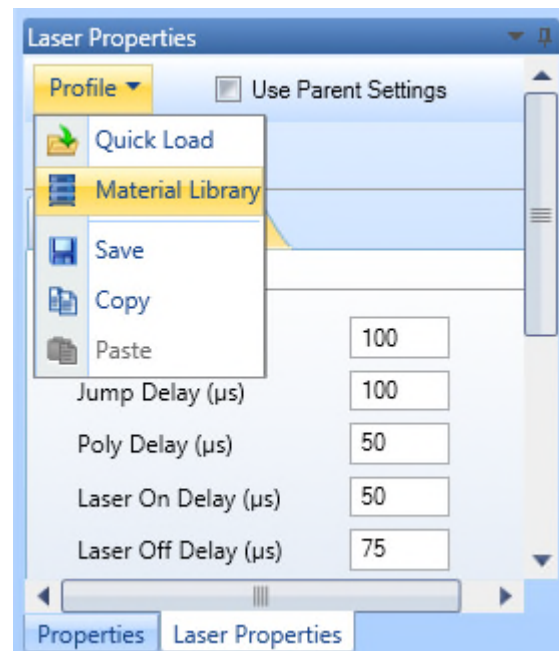 Laser Properties
Profile Use Parent Settings
Quick Load
Material Library
Save
Copy
Paste
100
Jump Delay (µs) 100
Poly Delay (µs) 50
Laser On Delay (µs) 50
Laser Off Delay (µs) 75
Properties Laser Properties